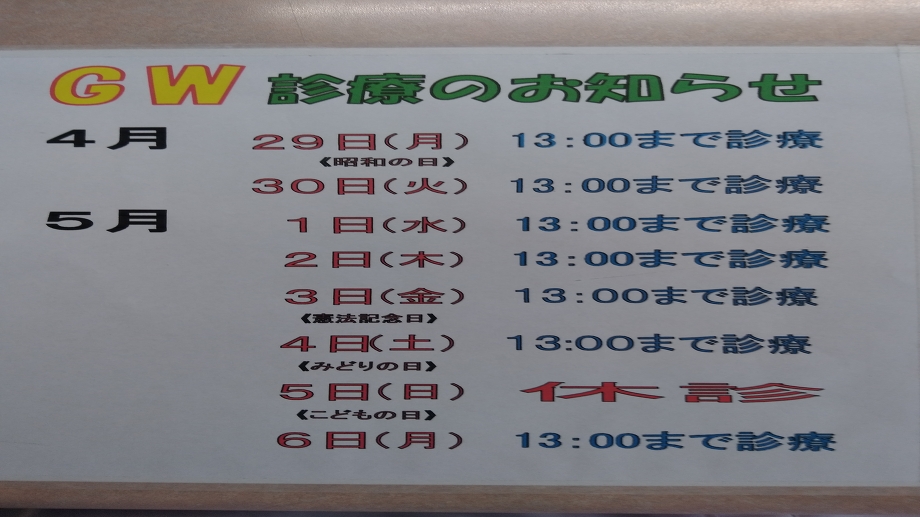 GW 診療のお知らせ
4月 29日(月) 13:00まで診療
《昭和の日》
30日(火) 13:00まで診療
5月 1日(水) 13:00まで診療
2日(木) 13:00まで診療
3日(金) 13:00まで診療
《憲法記念日》
4日(土) 13:00まで診療
《みどりの日》
5日(日) 休診
《こどもの日》
6日(月) 13:00まで診療